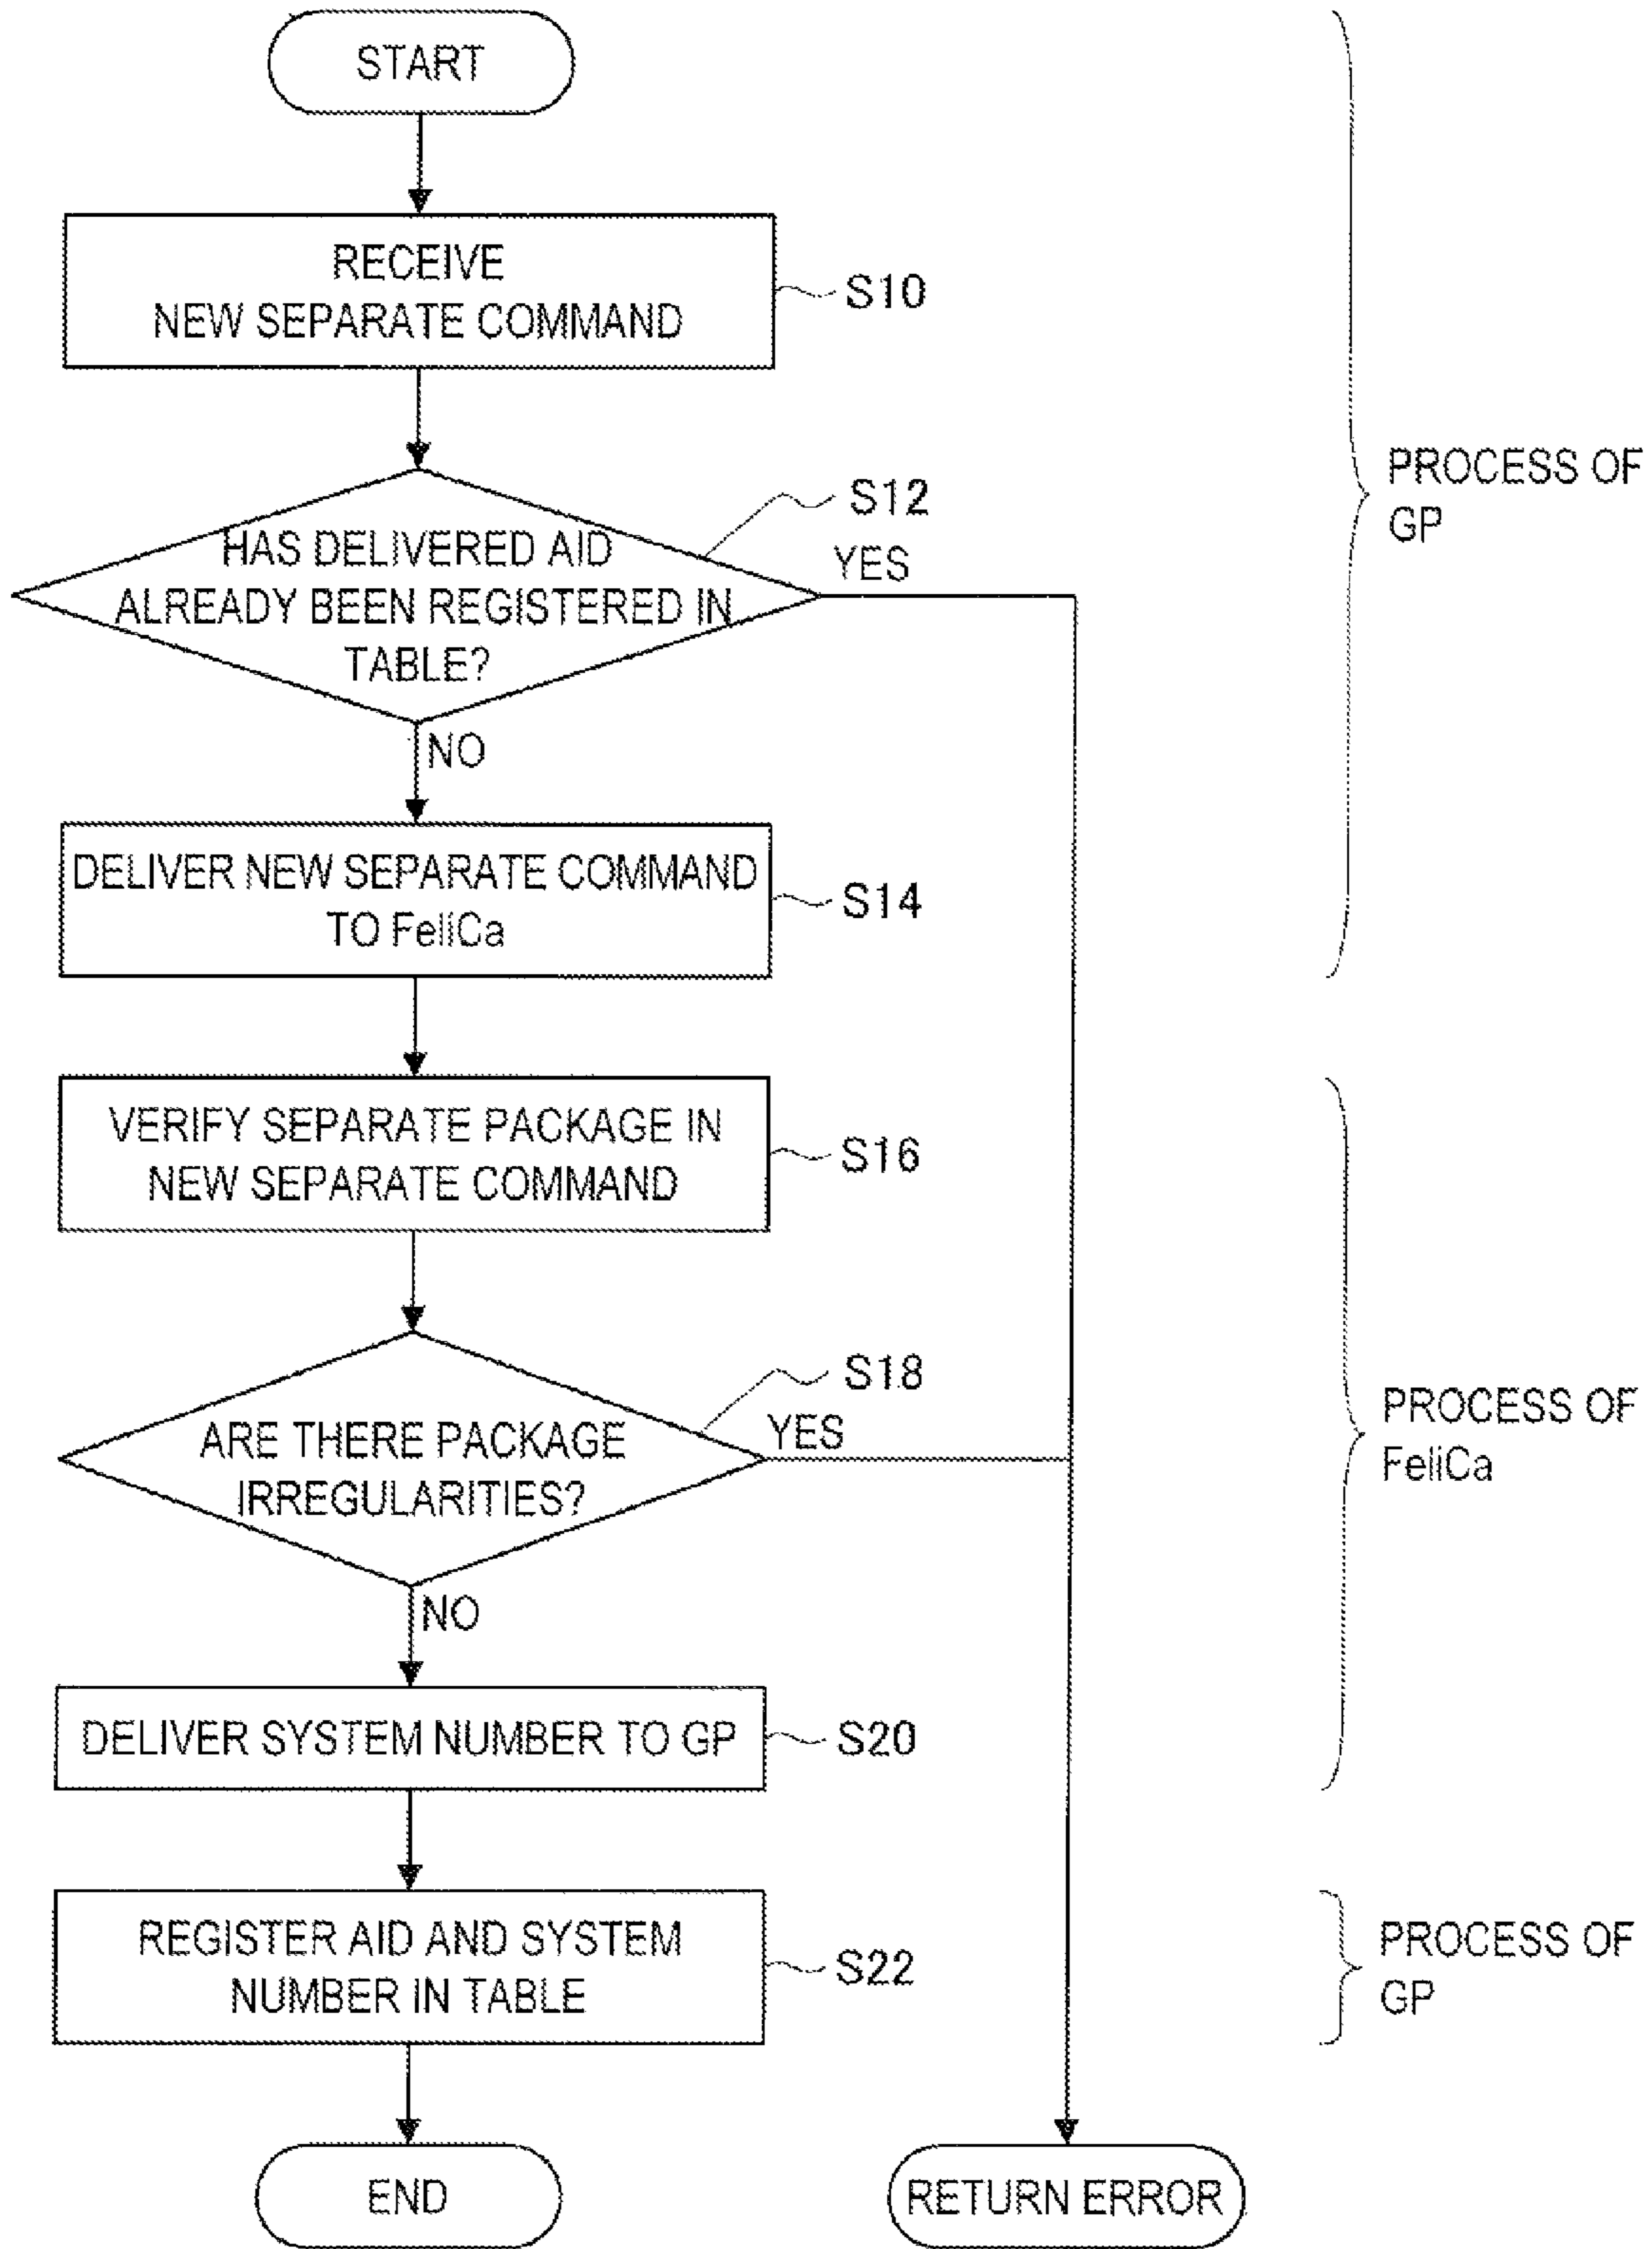 START
RECEIVE
NEW SEPARATE COMMAND
S10
S12
HAS DELIVERED AID
ALREADY BEEN REGISTERED IN
TABLE?
YES
NO
DELIVER NEW SEPARATE COMMAND
TO FeliCa
S14
PROCESS OF
GP
VERIFY SEPARATE PACKAGE IN
NEW SEPARATE COMMAND
S16
S18
ARE THERE PACKAGE
IRREGULARITIES?
YES
NO
DELIVER SYSTEM NUMBER TO GP
S20
PROCESS OF
FeliCa
REGISTER AID AND SYSTEM
NUMBER IN TABLE
S22
PROCESS OF
GP
END
RETURN ERROR